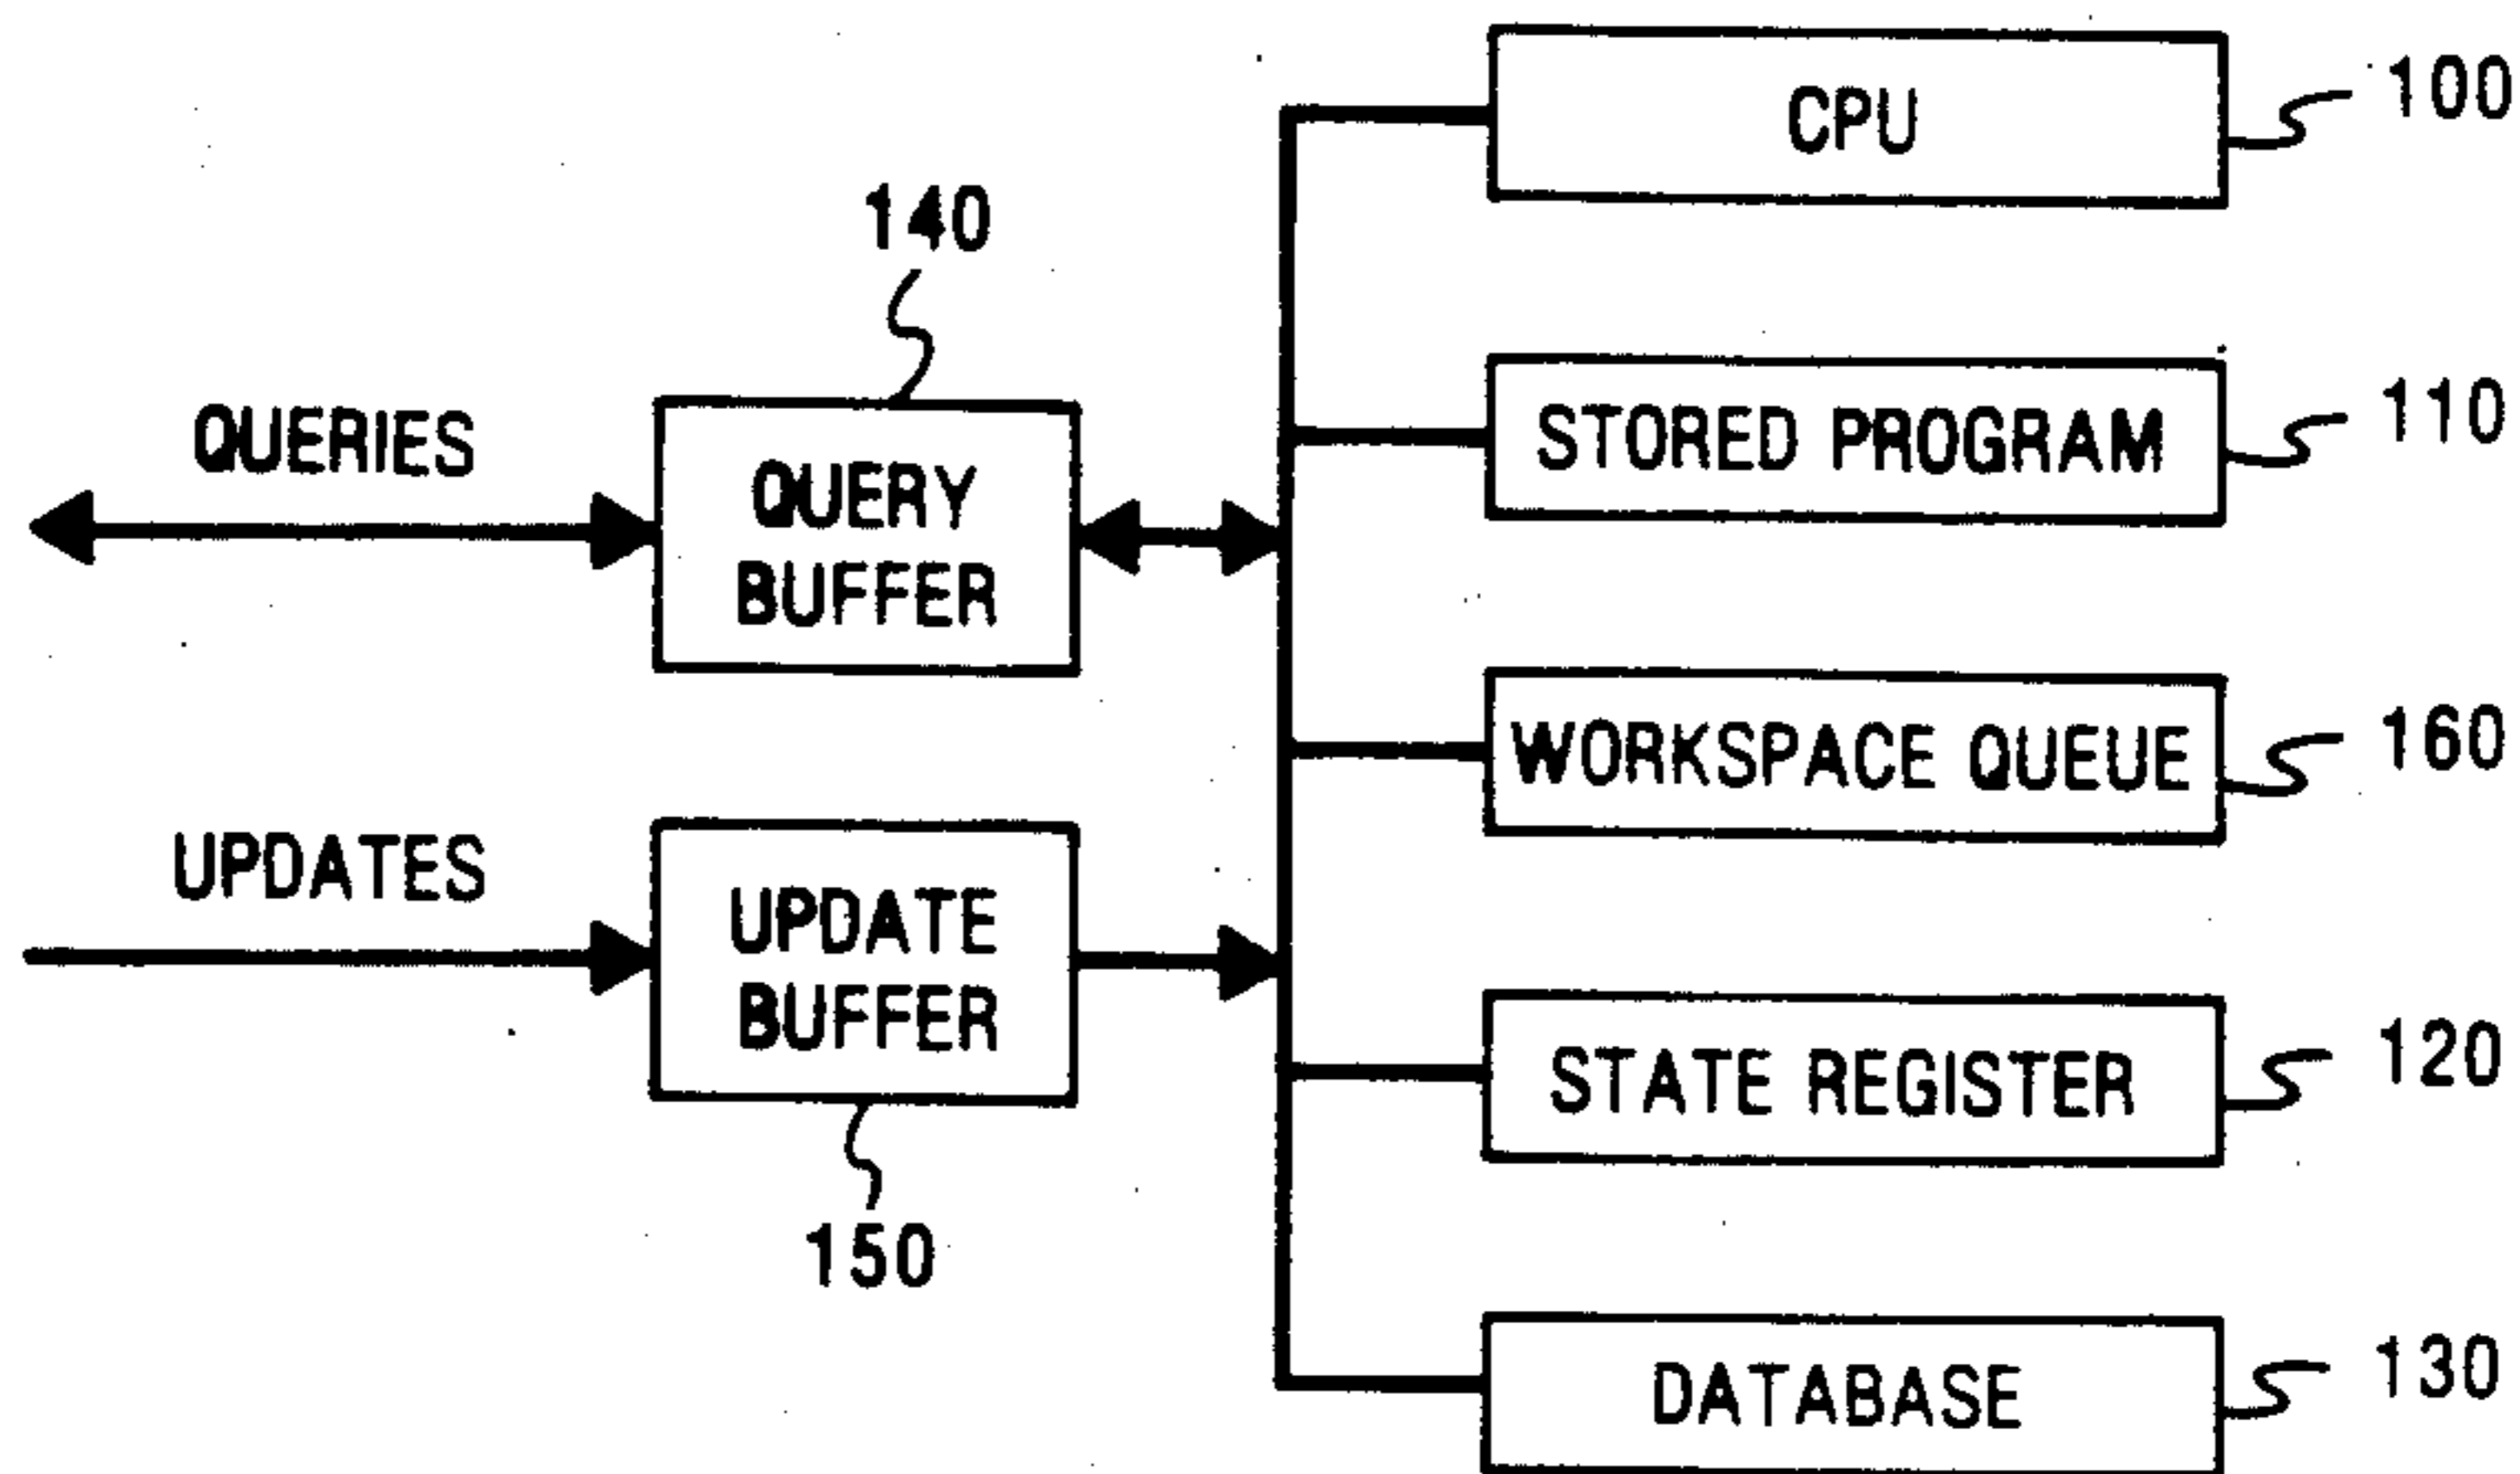 CPU
100
140
STORED PROGRAM
110
QUERIES
QUERY
BUFFER
WORKSPACE QUEUE
160
UPDATES
UPDATE
BUFFER
150
STATE REGISTER
120
DATABASE
130